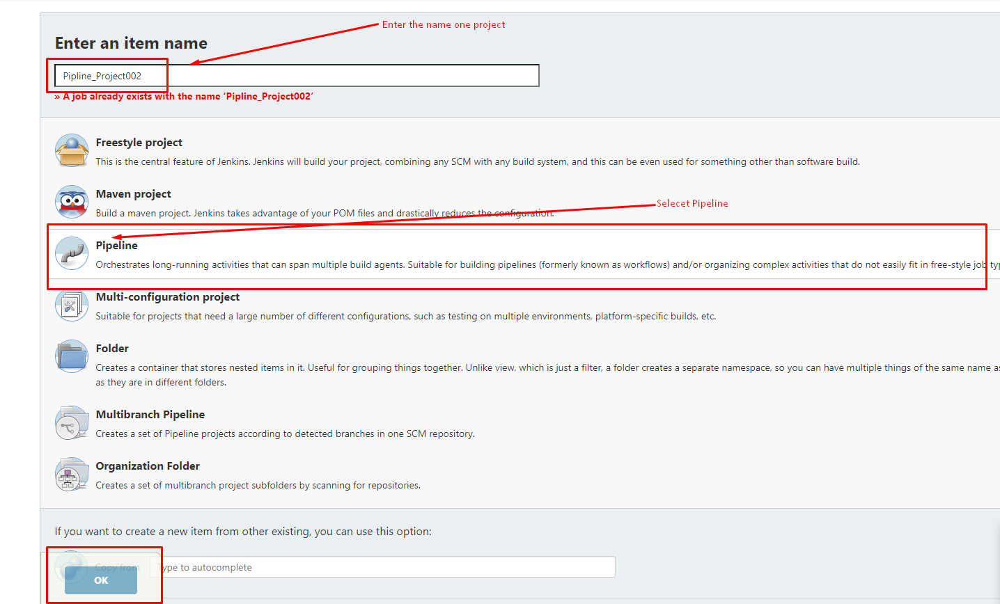 Enter the name one project
Enter an item name
Pipline_Project002
» A job already exists with the name ‘Pipline_Project002’
Freestyle project
This is the central feature of Jenkins. Jenkins will build your project, combining any SCM with any build system, and this can be even used for something other than software build.
Maven project
Build a maven project. Jenkins takes advantage of your POM files and drastically reduces the configuration.
Selecet Pipeline
Pipeline
Orchestrates long-running activities that can span multiple build agents. Suitable for building pipelines (formerly known as workflows) and/or organizing complex activities that do not easily fit in free-style job ty
Multi-configuration project
Suitable for projects that need a large number of different configurations, such as testing on multiple environments, platform-specific builds, etc.
Folder
Creates a container that stores nested items in it. Useful for grouping things together. Unlike view, which is just a filter, a folder creates a separate namespace, so you can have multiple things of the same name as
as they are in different folders.
Multibranch Pipeline
Creates a set of Pipeline projects according to detected branches in one SCM repository.
Organization Folder
Creates a set of multibranch project subfolders by scanning for repositories.
If you want to create a new item from other existing, you can use this option:
Copy from
Type to autocomplete
OK